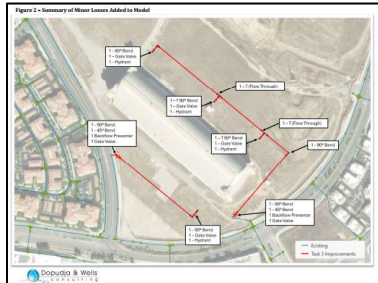 Figure 2 – Summary of Minor Losses Added to Model
1 - 90° Bend
1 – Gate Valve
1 - Hydrant
1 – T (Flow Through)
1 – T 90° Bend
1 – Gate Valve
1 - Hydrant
1 – T (Flow Through)
1 – T 90° Bend
1 – Gate Valve
1 - Hydrant
1 - 90° Bend
1 - 90° Bend
1 - 45° Bend
1 Backflow Preventer
1 Gate Valve
1 - 90° Bend
1 – Gate Valve
1 - Hydrant
1 - 90° Bend
1 - 45° Bend
1 Backflow Preventer
1 Gate Valve
Existing
Task 3 Improvements
Dopudja & Wells
consulting